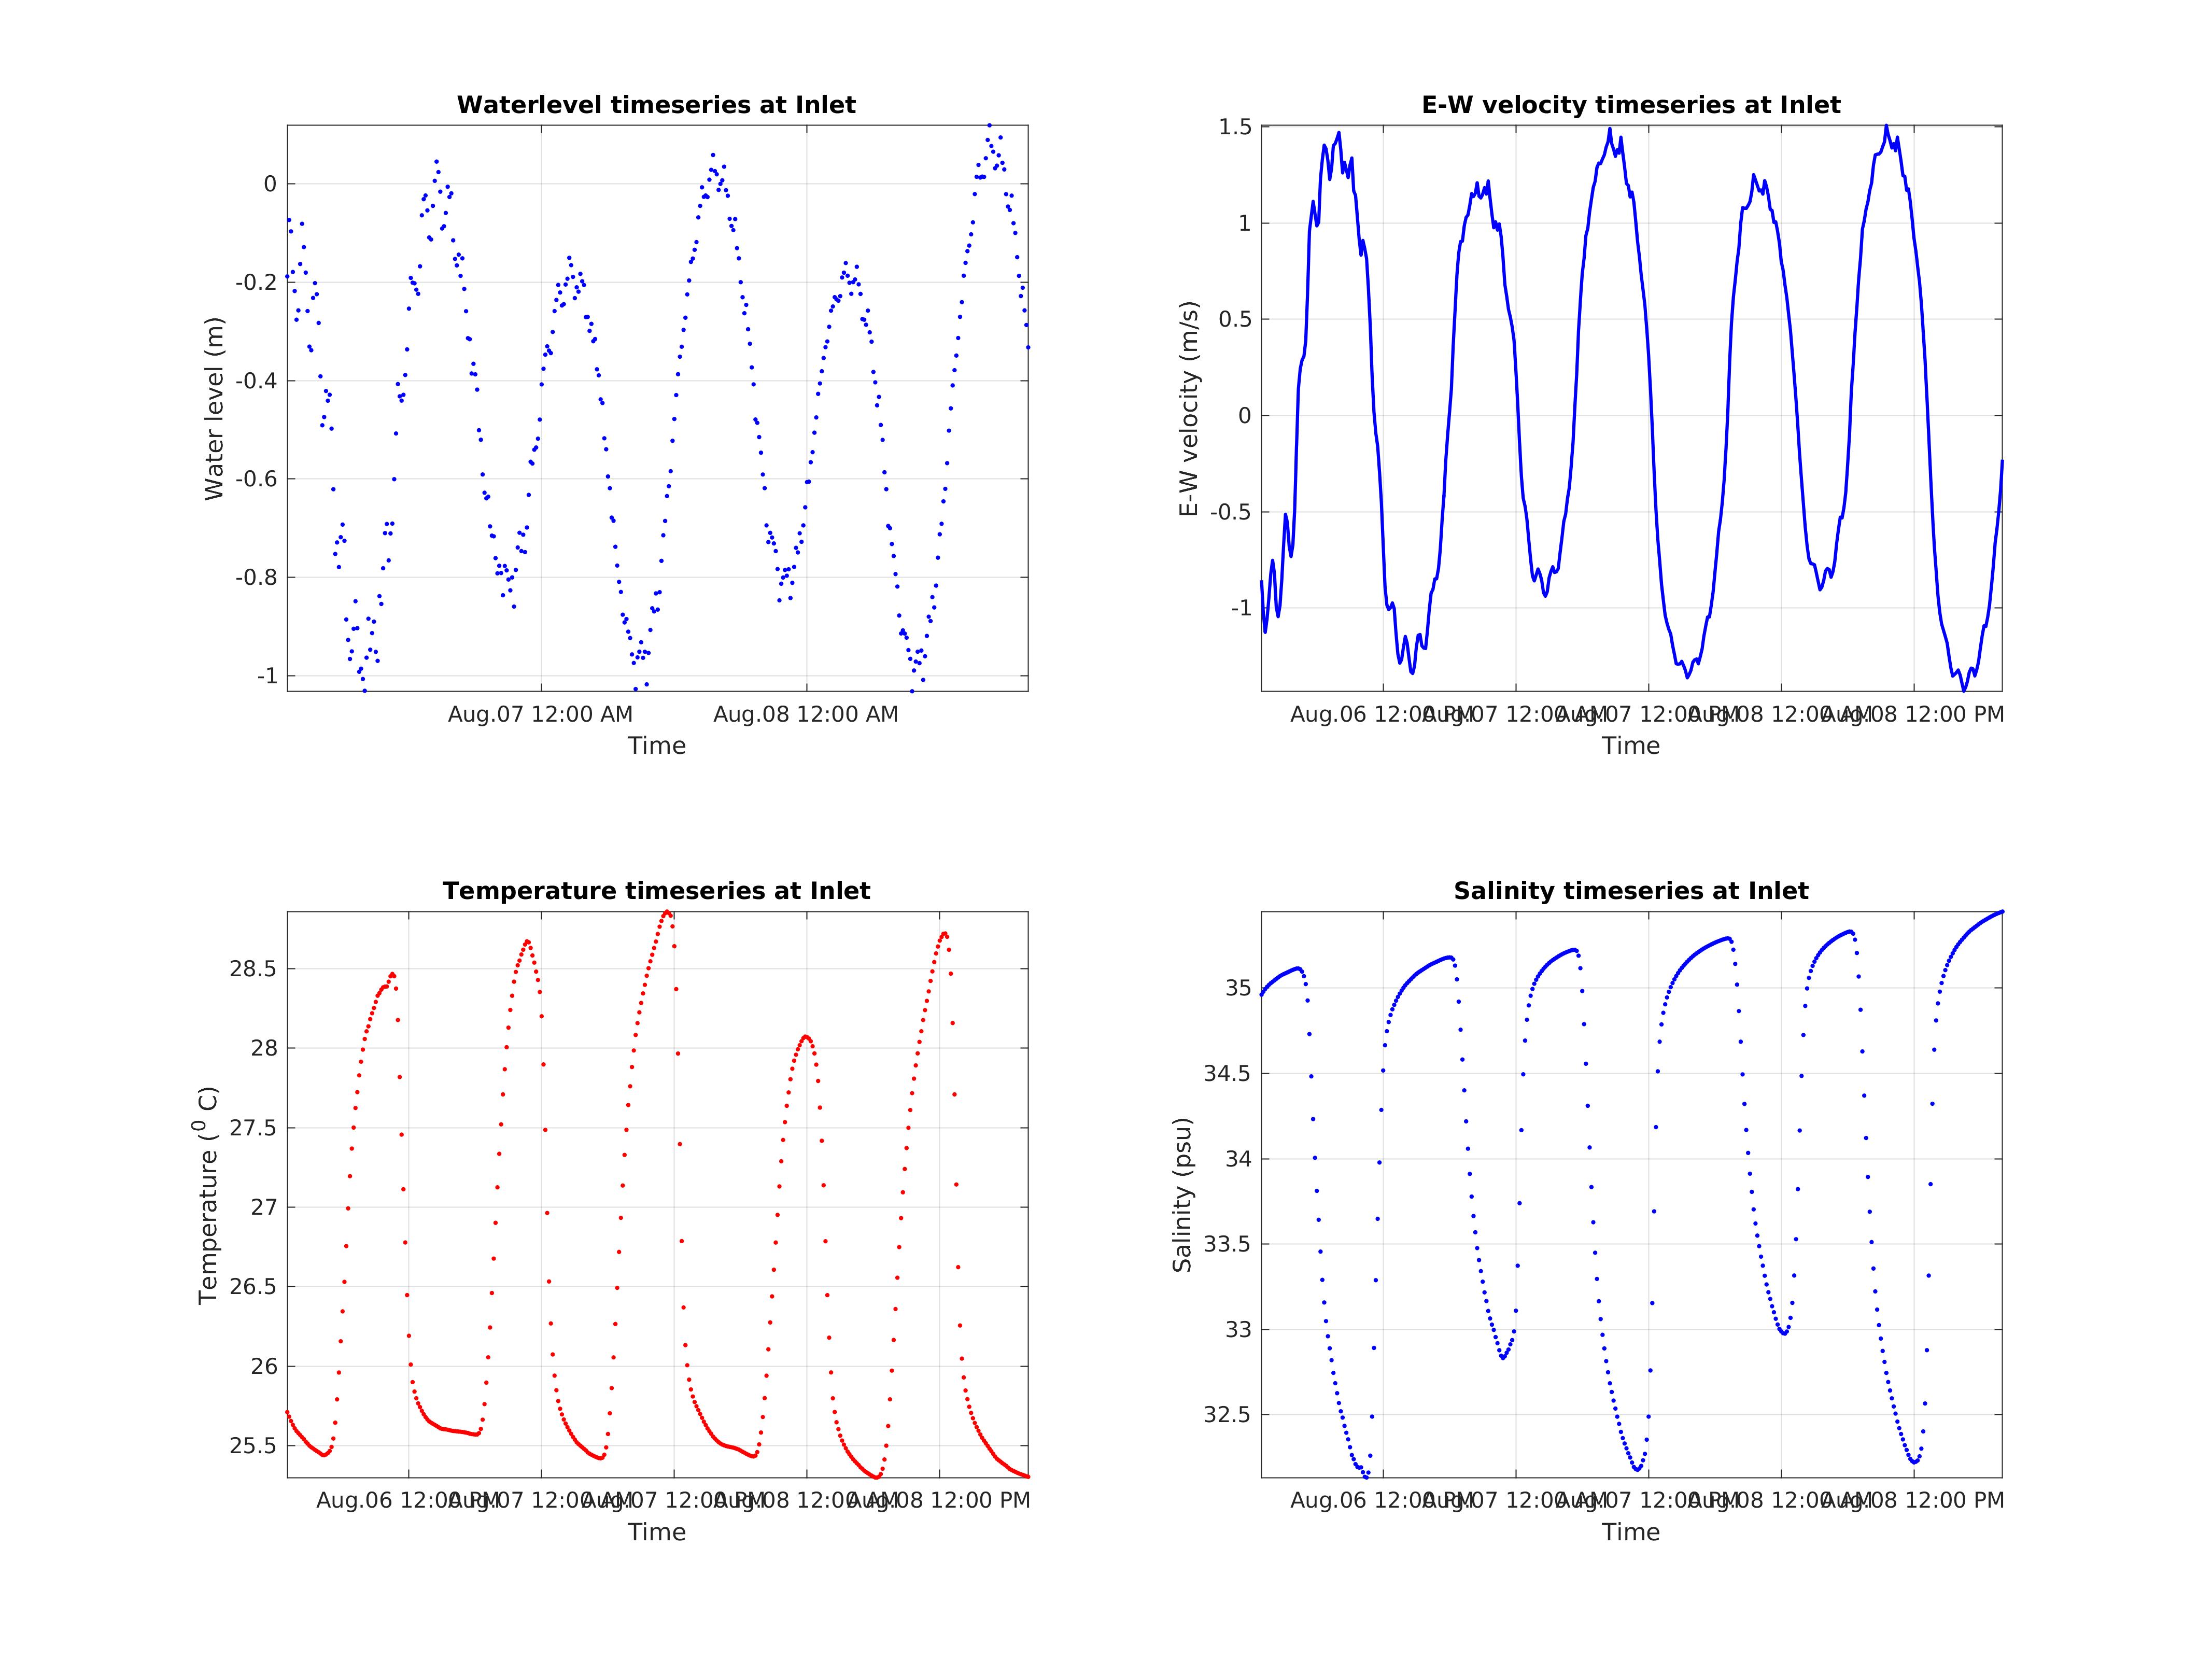 Waterlevel timeseries at Inlet
0
-0.2
-0.4
-0.6
-0.8
-1
Water level (m)
Aug.07 12:00 AM
Aug.08 12:00 AM
Time
E-W velocity timeseries at Inlet
1.5
1
0.5
0
-0.5
-1
E-W velocity (m/s)
Aug.06 12:00 PM
Aug.07 12:00 AM
Aug.07 12:00 PM
Aug.08 12:00 AM
Aug.08 12:00 PM
Time
Temperature timeseries at Inlet
28.5
28
27.5
27
26.5
26
25.5
Temperature (⁰ C)
Aug.06 12:00 PM
Aug.07 12:00 AM
Aug.07 12:00 PM
Aug.08 12:00 AM
Aug.08 12:00 PM
Time
Salinity timeseries at Inlet
35
34.5
34
33.5
33
32.5
Salinity (psu)
Aug.06 12:00 PM
Aug.07 12:00 AM
Aug.07 12:00 PM
Aug.08 12:00 AM
Aug.08 12:00 PM
Time